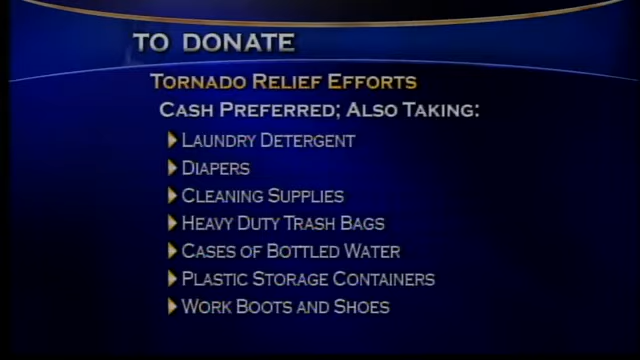 TO DONATE
TORNADO RELIEF EFFORTS
CASH PREFERRED; ALSO TAKING:
LAUNDRY DETERGENT
DIAPERS
CLEANING SUPPLIES
HEAVY DUTY TRASH BAGS
CASES OF BOTTLED WATER
PLASTIC STORAGE CONTAINERS
WORK BOOTS AND SHOES